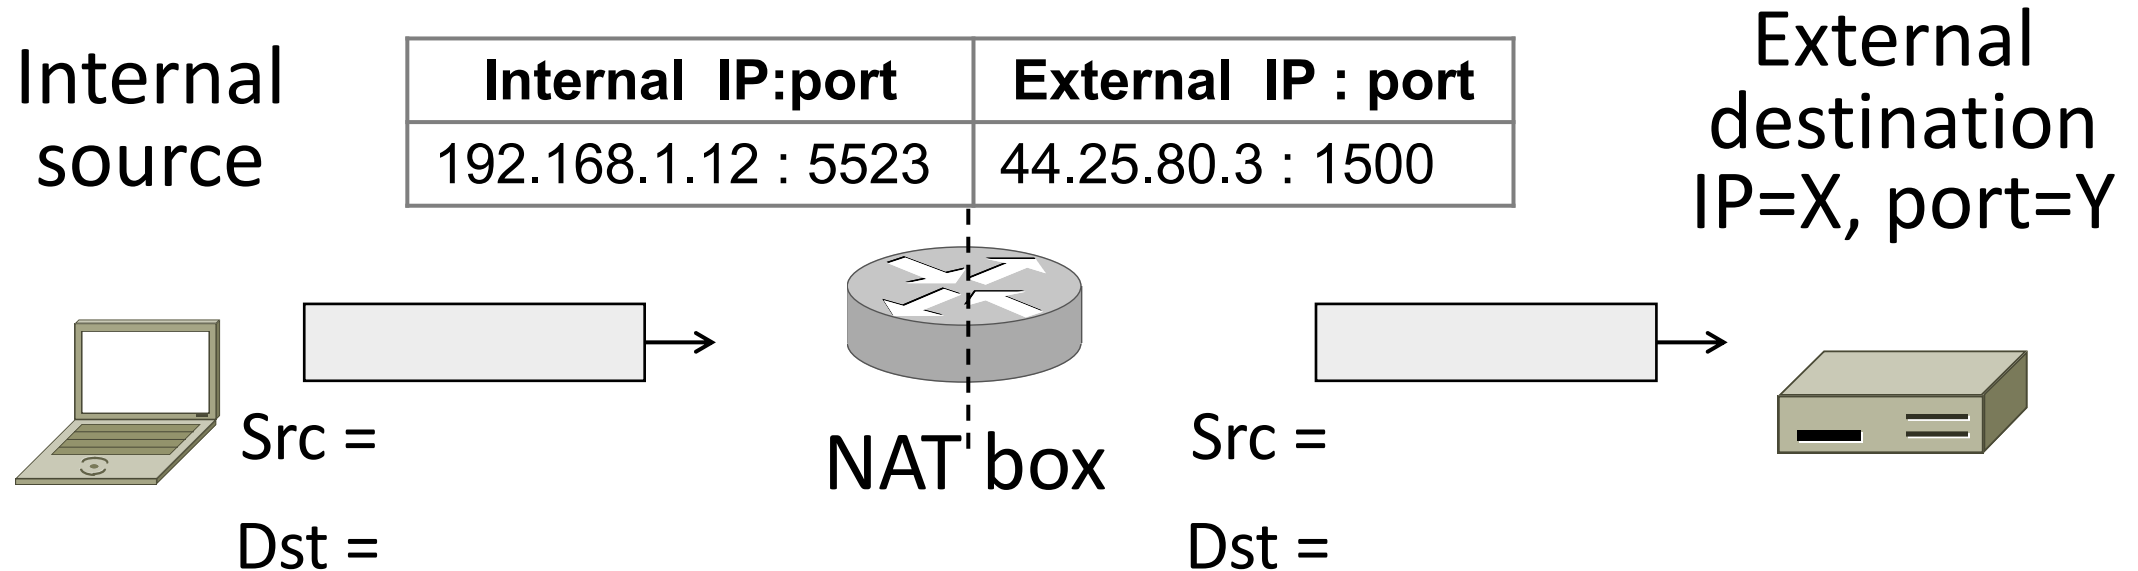 Internal
source
Internal IP:port
External IP : port
192.168.1.12 : 5523
44.25.80.3 : 1500
External
destination
IP=X, port=Y
Src =
Dst =
NAT box
Src =
Dst =